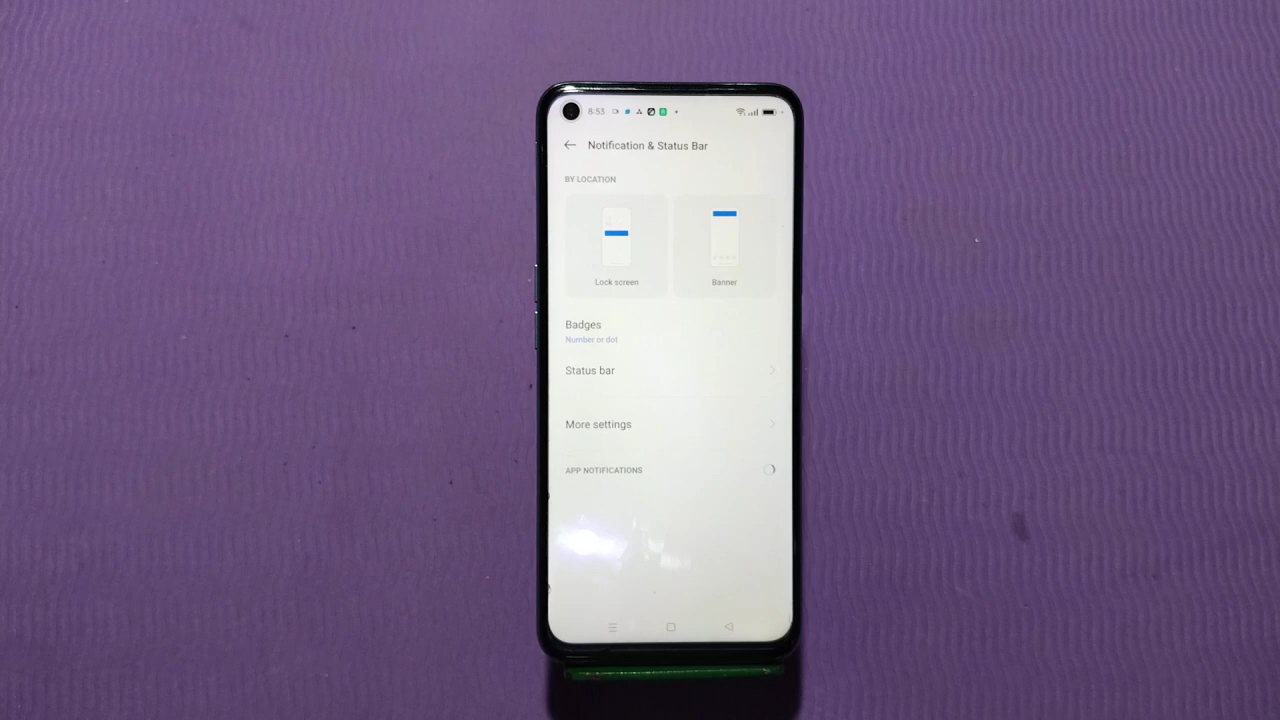 8:53
Notification & Status Bar
BY LOCATION
Lock screen
Banner
Badges
Number or dot
Status bar
More settings
APP NOTIFICATIONS